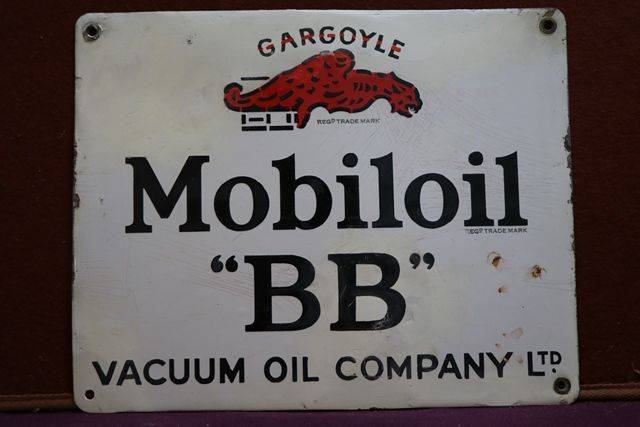 GARGOYLE
REGD TRADE MARK
Mobiloil
REGD TRADE MARK
"BB"
VACUUM OIL COMPANY LTD.